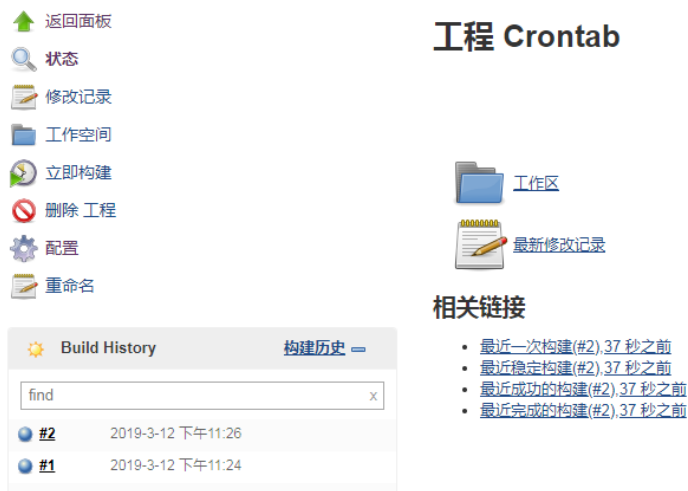 返回面板
状态
修改记录
工作空间
立即构建
删除 工程
配置
重命名
Build History 构建历史
find x
#2 2019-3-12 下午11:26
#1 2019-3-12 下午11:24
工程 Crontab
工作区
最新修改记录
相关链接
最近一次构建(#2),37 秒之前
最近稳定构建(#2),37 秒之前
最近成功的构建(#2),37 秒之前
最近完成的构建(#2),37 秒之前